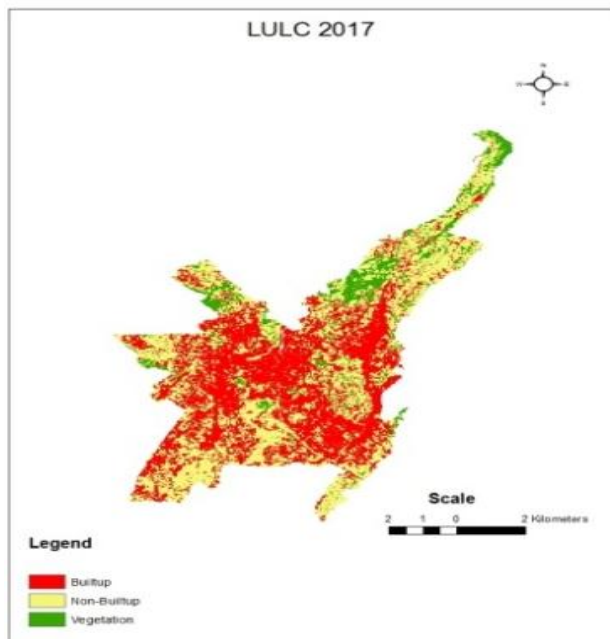 LULC 2017
N
W E
S
Scale
2 1 0 2 Kilometers
Legend
Builtup
Non-Builtup
Vegetation